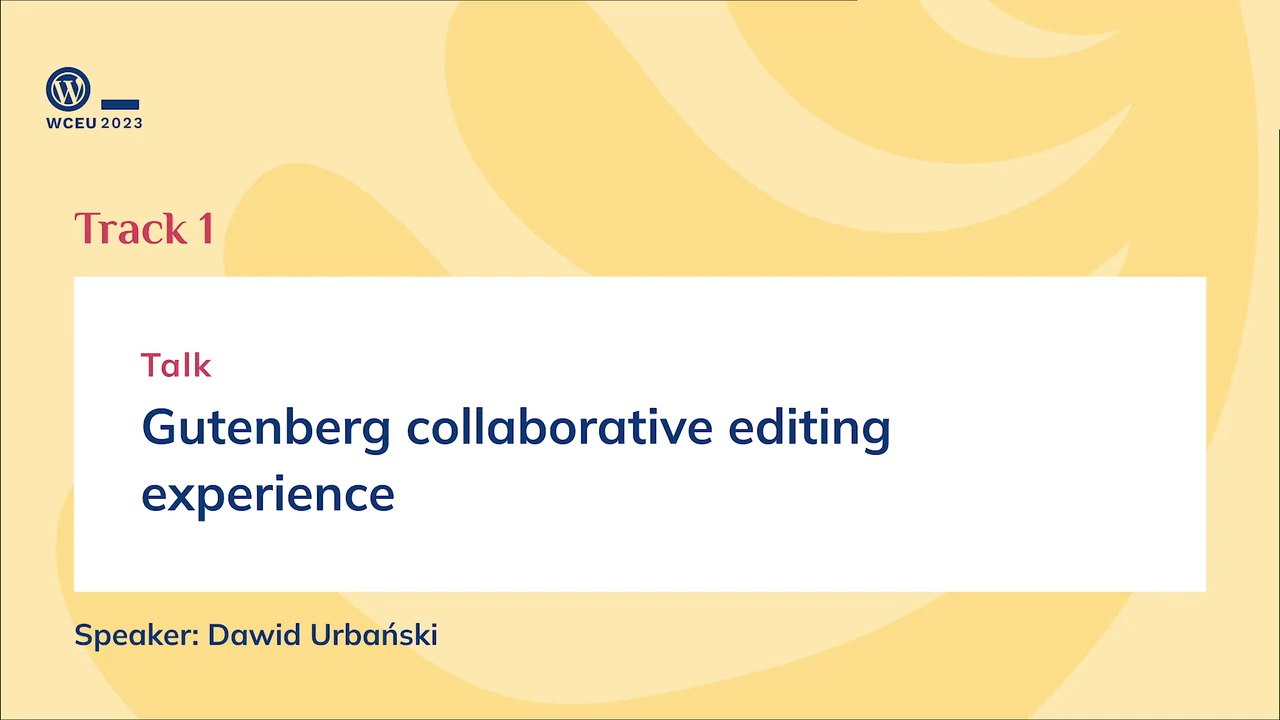 WCEU 2023
Track 1
Talk
Gutenberg collaborative editing
experience
Speaker: Dawid Urbański